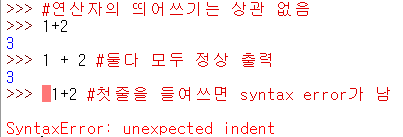 >>> #연산자의 띄어쓰기는 상관 없음
>>> 1+2
3
>>> 1 + 2 #둘다 모두 정상 출력
3
>>>  1+2 #첫줄을 들여쓰면 syntax error가 남
SyntaxError: unexpected indent